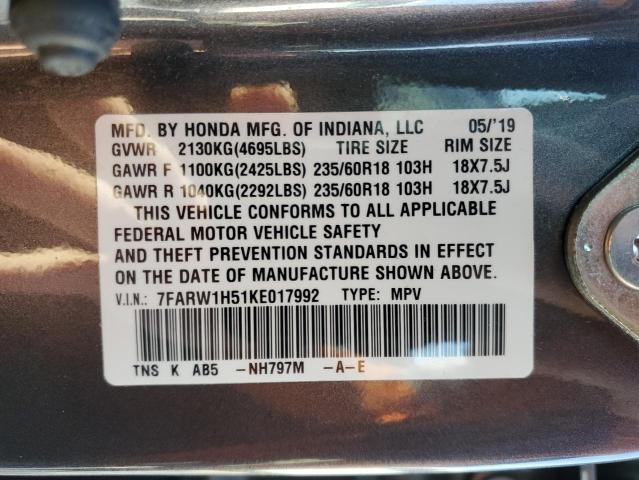 MFD. BY HONDA MFG. OF INDIANA, LLC 05/'19
GVWR 2130KG(4695LBS) TIRE SIZE RIM SIZE
GAWR F 1100KG(2425LBS) 235/60R18 103H 18X7.5J
GAWR R 1040KG(2292LBS) 235/60R18 103H 18X7.5J
THIS VEHICLE CONFORMS TO ALL APPLICABLE
FEDERAL MOTOR VEHICLE SAFETY
AND THEFT PREVENTION STANDARDS IN EFFECT
ON THE DATE OF MANUFACTURE SHOWN ABOVE.
V.I.N.: 7FARW1H51KE017992 TYPE: MPV
TNS K AB5 -NH797M -A-E